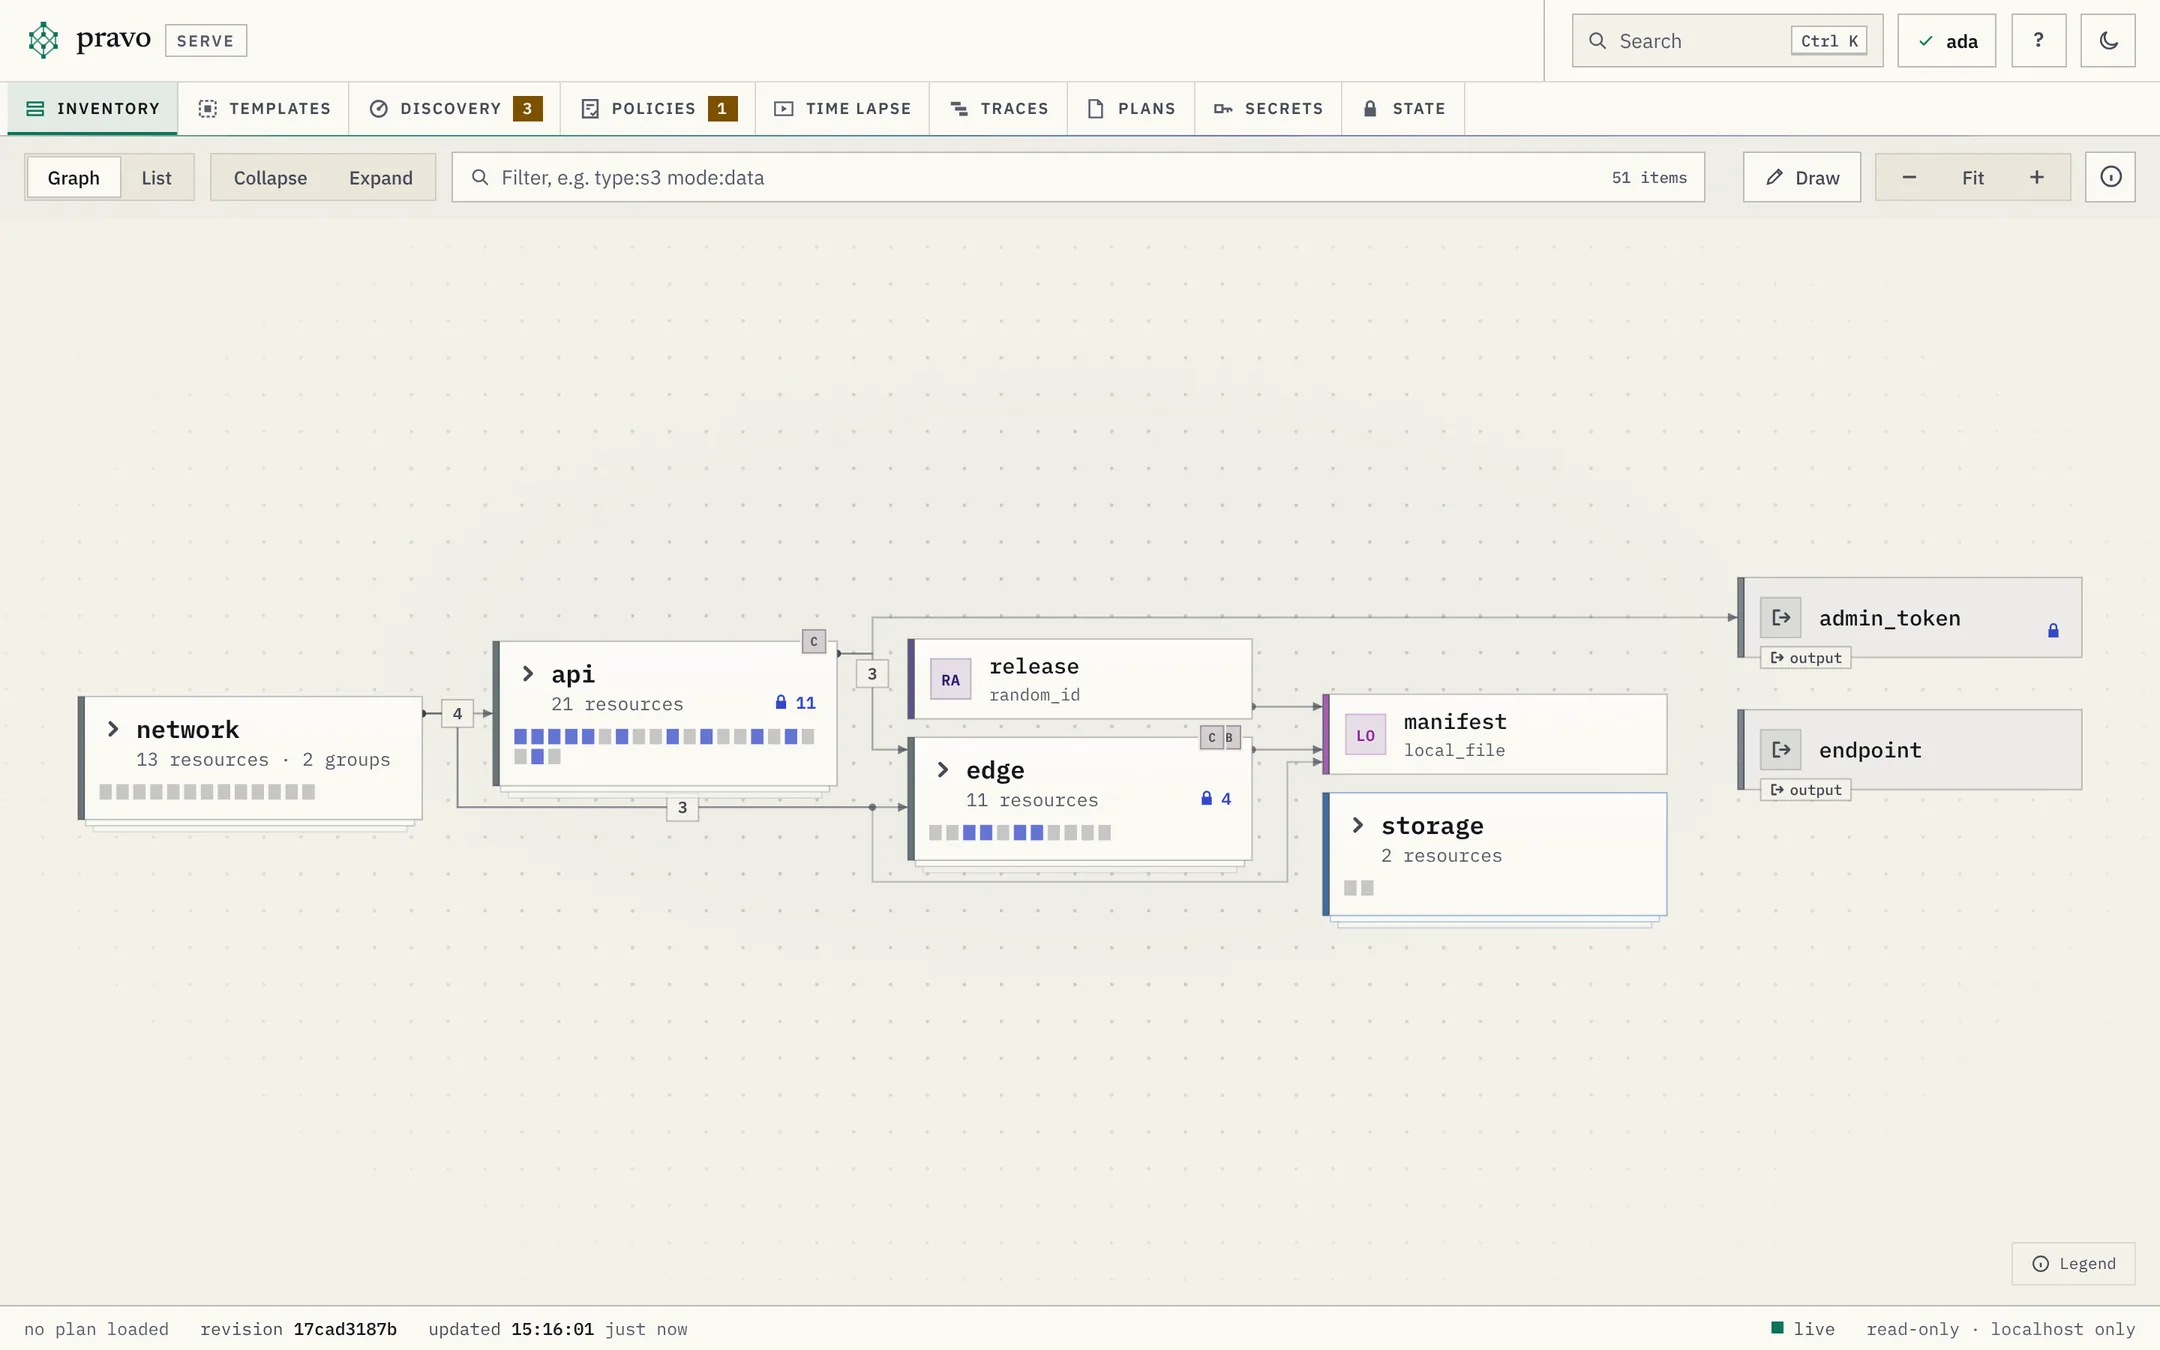 pravo SERVE
Search Ctrl K ada ?
INVENTORY TEMPLATES DISCOVERY 3 POLICIES 1 TIME LAPSE TRACES PLANS SECRETS STATE
Graph List Collapse Expand Filter, e.g. type:s3 mode:data 51 items Draw − Fit +
network
13 resources · 2 groups
4
C
api
21 resources 11
3
3
RA release
random_id
C B
edge
11 resources 4
LO manifest
local_file
storage
2 resources
admin_token
output
endpoint
output
Legend
no plan loaded revision 17cad3187b updated 15:16:01 just now live read-only · localhost only